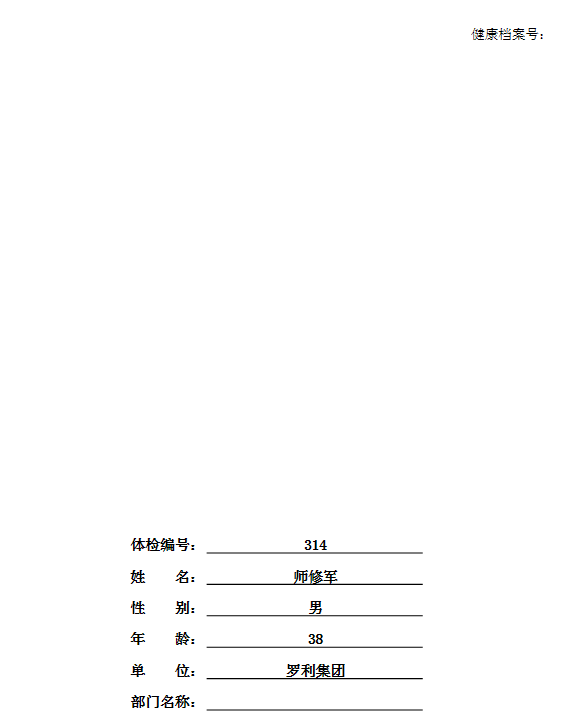 健康档案号：
体检编号： 314
姓 名： 师修军
性 别： 男
年 龄： 38
单 位： 罗利集团
部门名称：